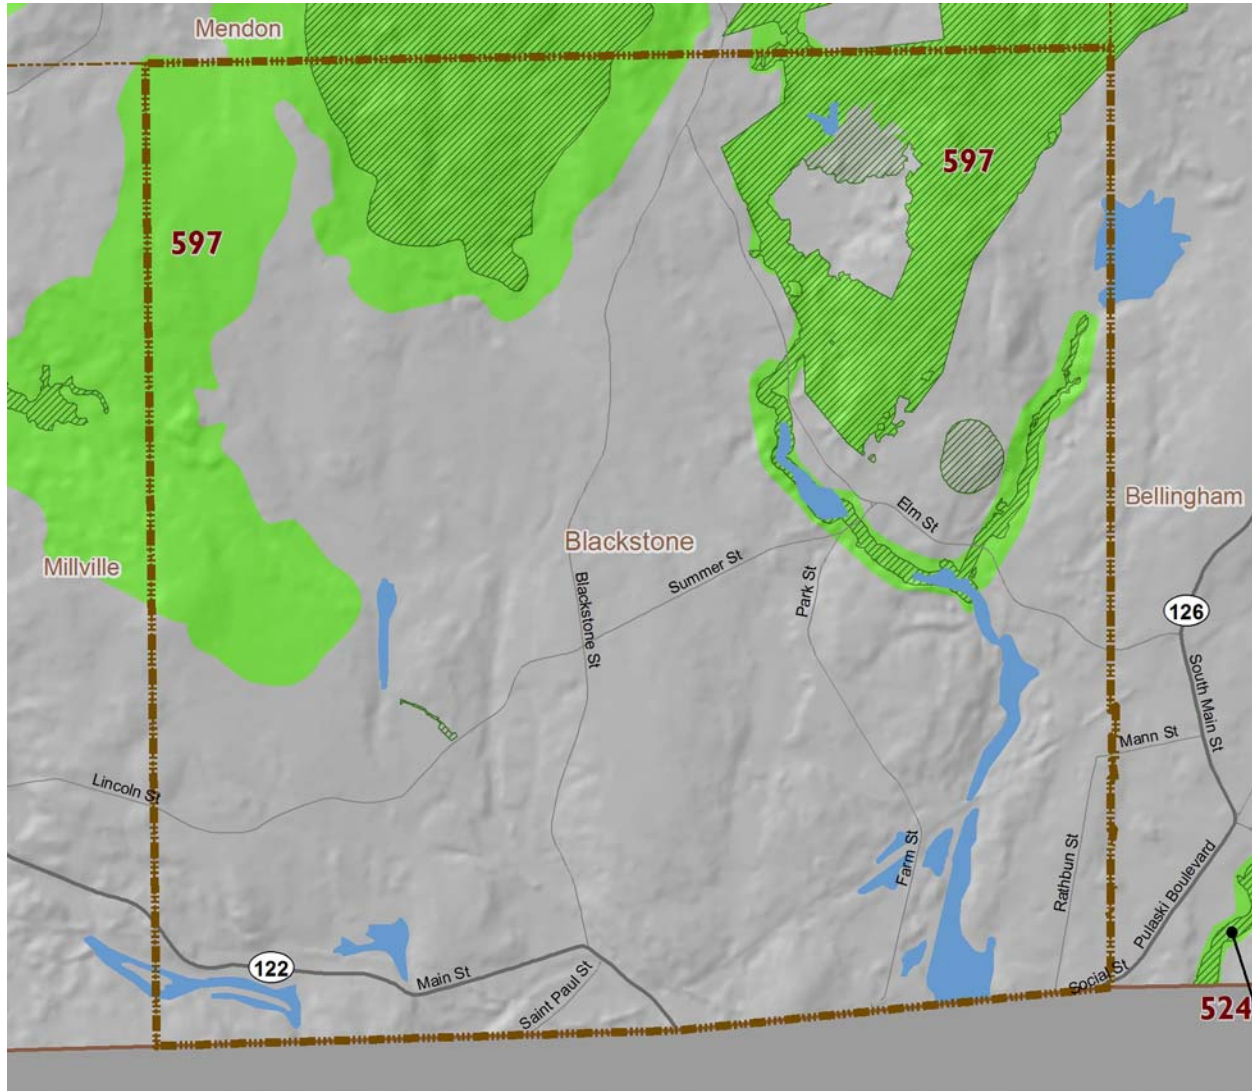 Mendon
597
597
Bellingham
Elm St
Blackstone
Millville
Summer St
Blackstone St
Park St
126
South Main St
Mann St
Lincoln St
Farm St
Rathbun St
Pulaski Boulevard
122
Main St
Saint Paul St
Social St
524